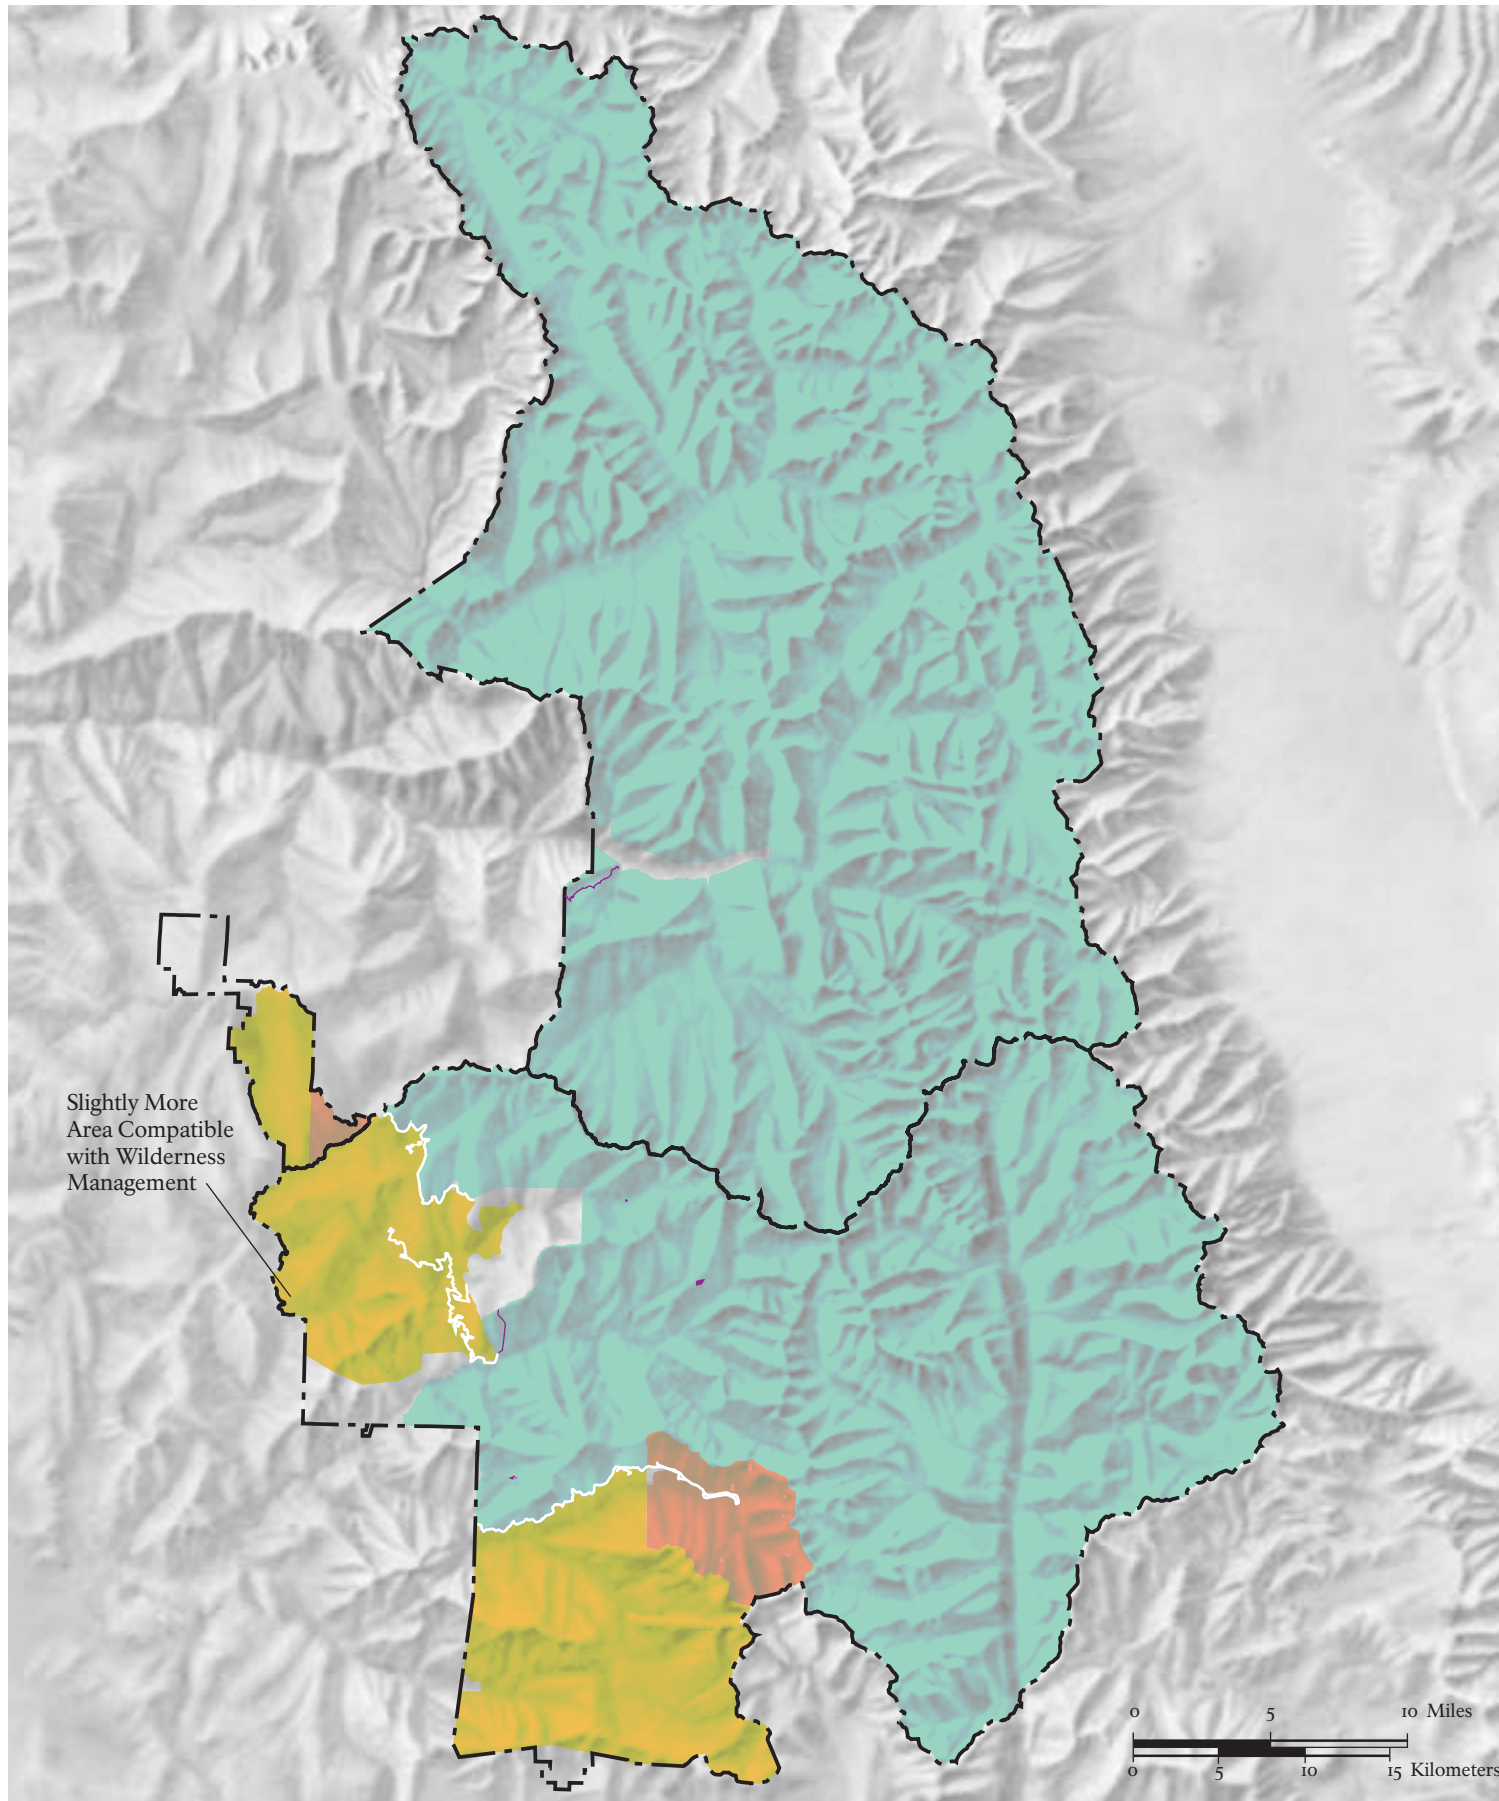 Slightly More
Area Compatible
with Wilderness
Management
0 5 10 Miles
0 5 10 15 Kilometers